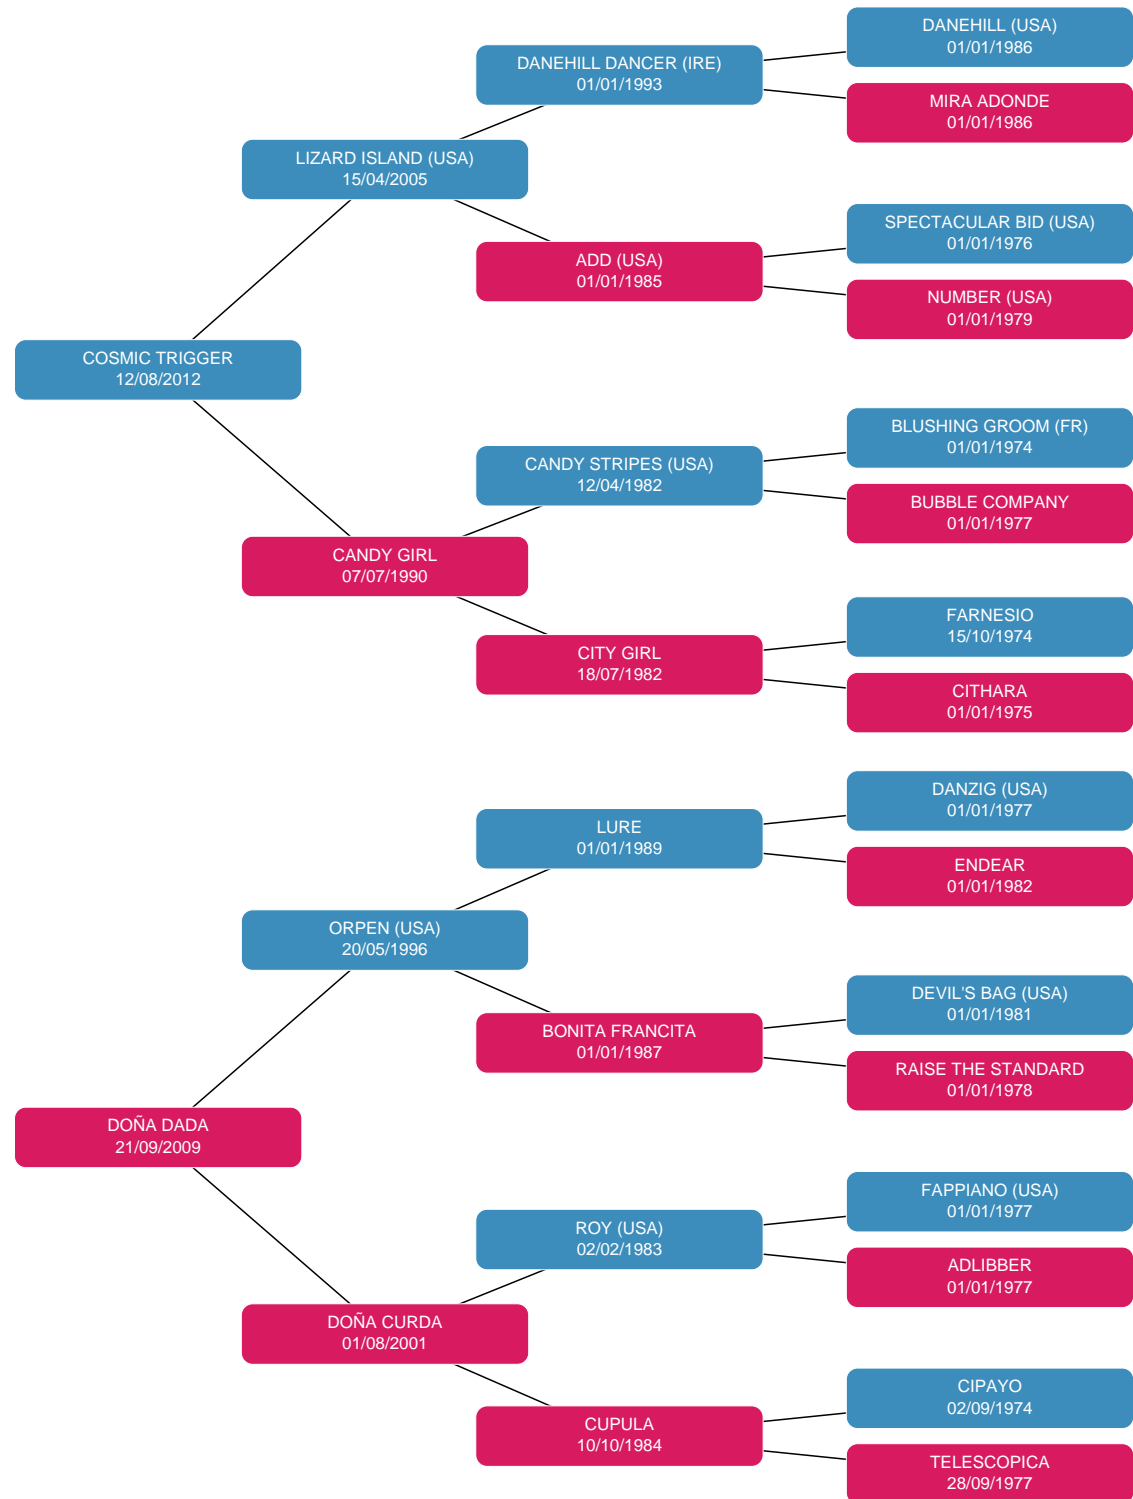 DANEHILL (USA)
01/01/1986
DANEHILL DANCER (IRE)
01/01/1993
MIRA ADONDE
01/01/1986
LIZARD ISLAND (USA)
15/04/2005
SPECTACULAR BID (USA)
01/01/1976
ADD (USA)
01/01/1985
NUMBER (USA)
01/01/1979
COSMIC TRIGGER
12/08/2012
BLUSHING GROOM (FR)
01/01/1974
CANDY STRIPES (USA)
12/04/1982
BUBBLE COMPANY
01/01/1977
CANDY GIRL
07/07/1990
FARNESIO
15/10/1974
CITY GIRL
18/07/1982
CITHARA
01/01/1975
DANZIG (USA)
01/01/1977
LURE
01/01/1989
ENDEAR
01/01/1982
ORPEN (USA)
20/05/1996
DEVIL'S BAG (USA)
01/01/1981
BONITA FRANCITA
01/01/1987
RAISE THE STANDARD
01/01/1978
DOÑA DADA
21/09/2009
FAPPIANO (USA)
01/01/1977
ROY (USA)
02/02/1983
ADLIBBER
01/01/1977
DOÑA CURDA
01/08/2001
CIPAYO
02/09/1974
CUPULA
10/10/1984
TELESCOPICA
28/09/1977